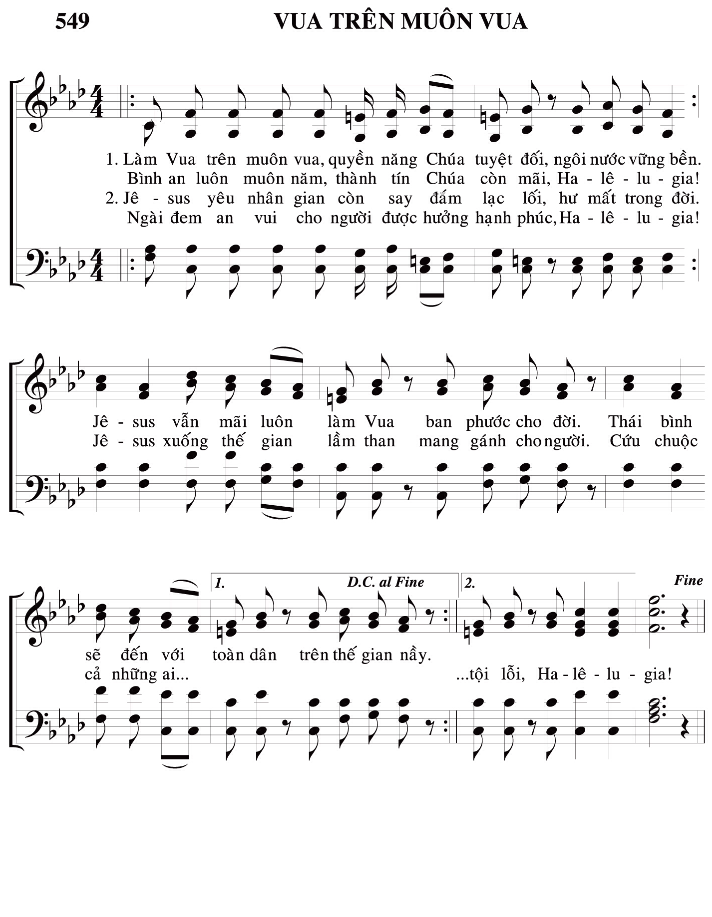 549 VUA TRÊN MUÔN VUA
1. Làm Vua trên muôn vua, quyền năng Chúa tuyệt đối, ngôi nước vững bền.
Bình an luôn muôn năm, thành tín Chúa còn mãi, Ha - lê - lu - gia!
2. Jê - sus yêu nhân gian còn say đắm lạc lối, hư mất trong đời.
Ngài đem an vui cho người được hưởng hạnh phúc, Ha - lê - lu - gia!
Jê - sus vẫn mãi luôn làm Vua ban phước cho đời. Thái bình
Jê - sus xuống thế gian lầm than mang gánh cho người. Cứu chuộc
1. D.C. al Fine 2. Fine
sẽ đến với toàn dân trên thế gian nầy.
cả những ai... ...tội lỗi, Ha - lê - lu - gia!